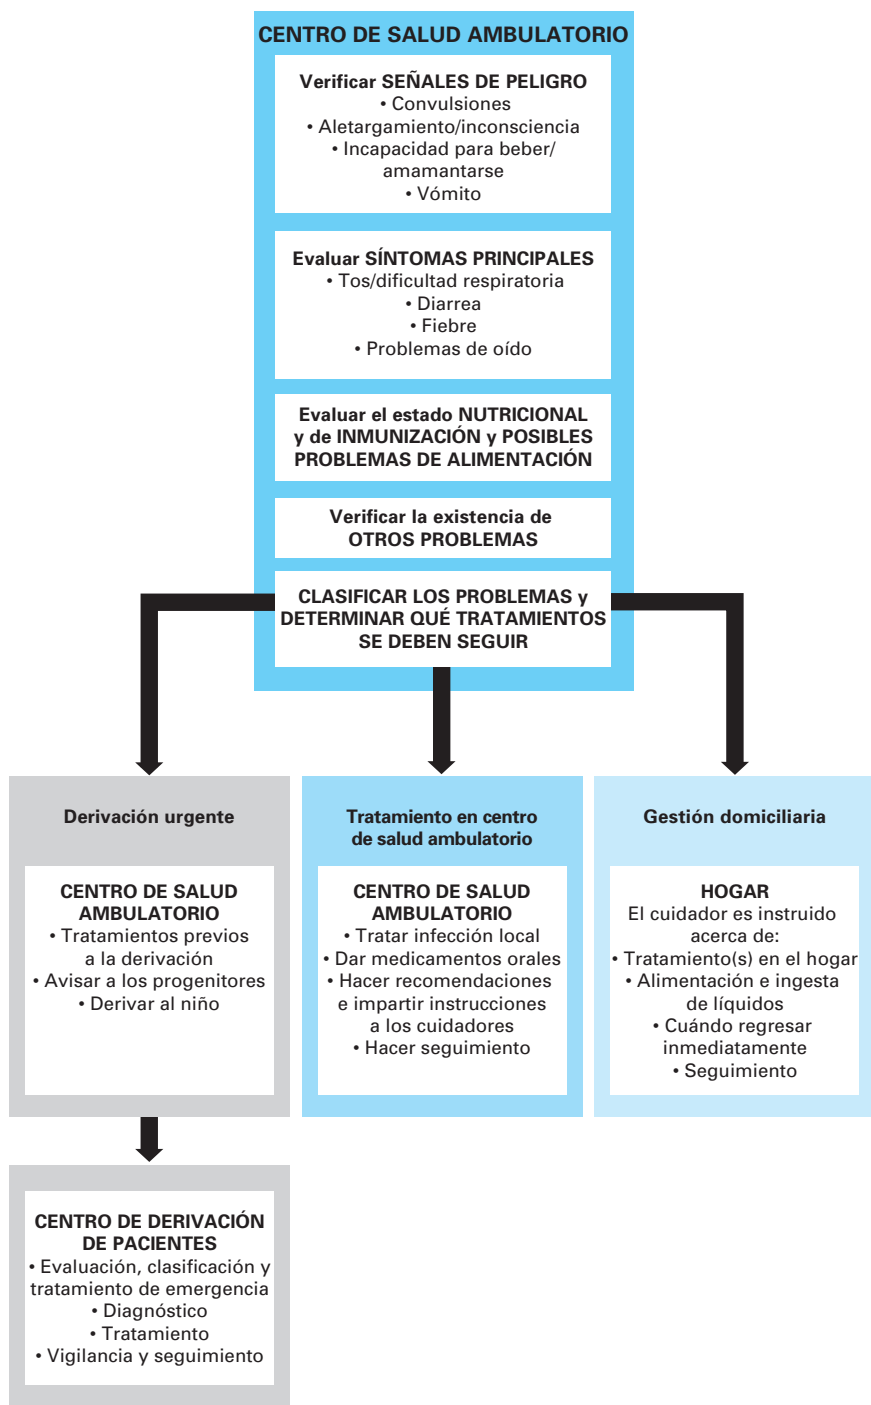 CENTRO DE SALUD AMBULATORIO
Verificar SEÑALES DE PELIGRO
• Convulsiones
• Aletargamiento/inconsciencia
• Incapacidad para beber/
amamantarse
• Vómito
Evaluar SÍNTOMAS PRINCIPALES
• Tos/dificultad respiratoria
• Diarrea
• Fiebre
• Problemas de oído
Evaluar el estado NUTRICIONAL
y de INMUNIZACIÓN y POSIBLES
PROBLEMAS DE ALIMENTACIÓN
Verificar la existencia de
OTROS PROBLEMAS
CLASIFICAR LOS PROBLEMAS y
DETERMINAR QUÉ TRATAMIENTOS
SE DEBEN SEGUIR
Derivación urgente
CENTRO DE SALUD
AMBULATORIO
• Tratamientos previos
a la derivación
• Avisar a los progenitores
• Derivar al niño
Tratamiento en centro
de salud ambulatorio
CENTRO DE SALUD
AMBULATORIO
• Tratar infección local
• Dar medicamentos orales
• Hacer recomendaciones
e impartir instrucciones
a los cuidadores
• Hacer seguimiento
Gestión domiciliaria
HOGAR
El cuidador es instruido
acerca de:
• Tratamiento(s) en el hogar
• Alimentación e ingesta
de líquidos
• Cuándo regresar
inmediatamente
• Seguimiento
CENTRO DE DERIVACIÓN
DE PACIENTES
• Evaluación, clasificación y
tratamiento de emergencia
• Diagnóstico
• Tratamiento
• Vigilancia y seguimiento